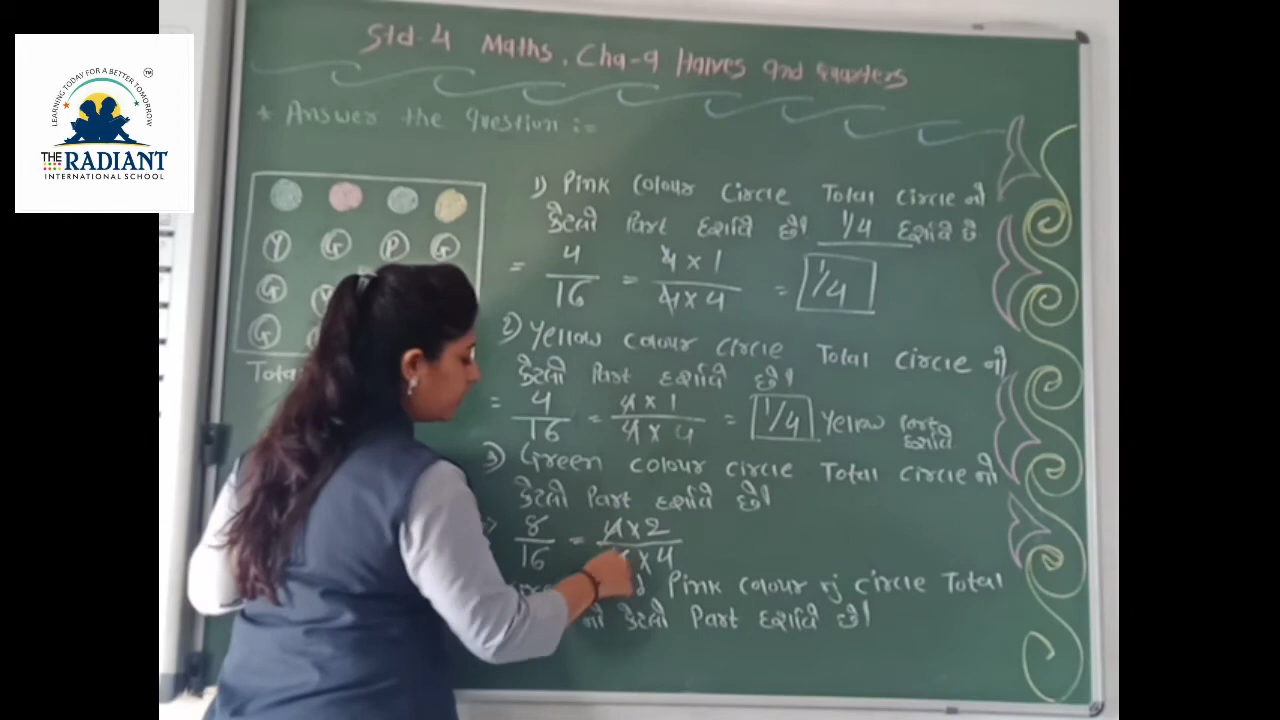 LEARNING TODAY FOR A BETTER TOMORROW
TM
THE RADIANT
INTERNATIONAL SCHOOL
Std. 4 Maths. Cha-9 Halves and Quarters
* Answer the Question :-
Y G P G
G
G
1) Pink Colour Circle Total Circle નો
કેટલો Part દર્શાવે છે। 1/4 દર્શાવે છે
= 4/16 = 4 x 1 / 4 x 4 = 1/4
2) Yellow colour circle Total circle નો
કેટલો Part દર્શાવે છે।
= 4/16 = 4 x 1 / 4 x 4 = 1/4 Yellow Part દર્શાવે
3) Green colour circle Total circle નો
કેટલો Part દર્શાવે છે।
8/16 = 4 x 2 / x 4
Pink colour નું circle Total
નો કેટલો Part દર્શાવે છે।